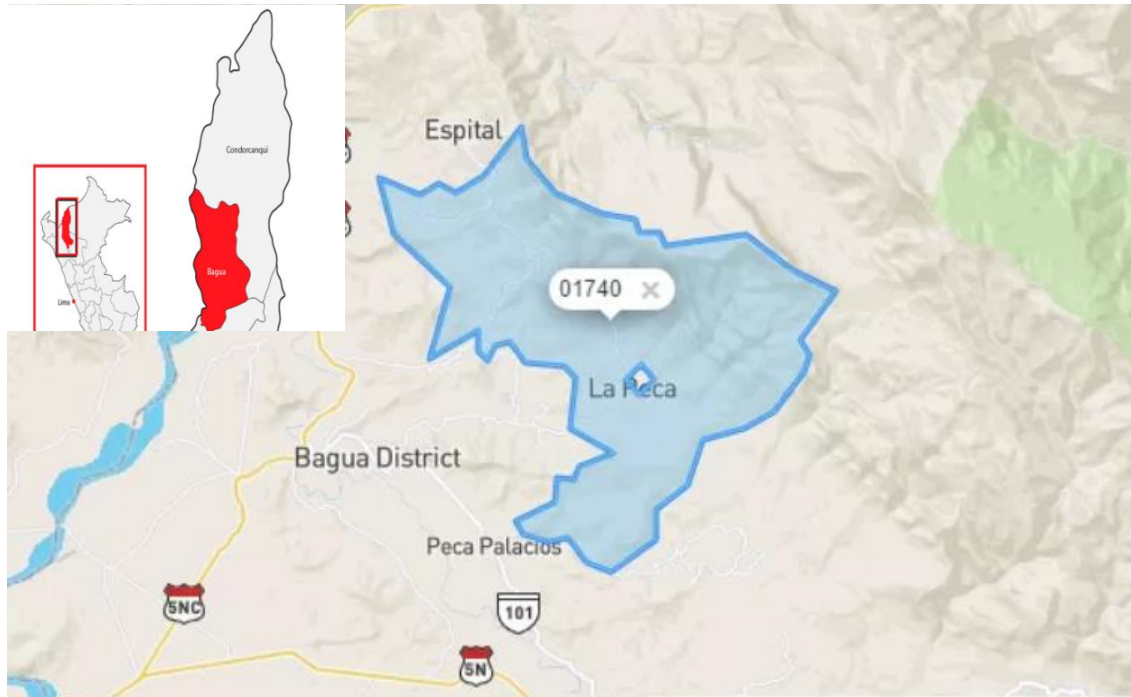 Condorcanqui
Bagua
Lima
Espital
01740
La Peca
Bagua District
Peca Palacios
5NC
101
5N